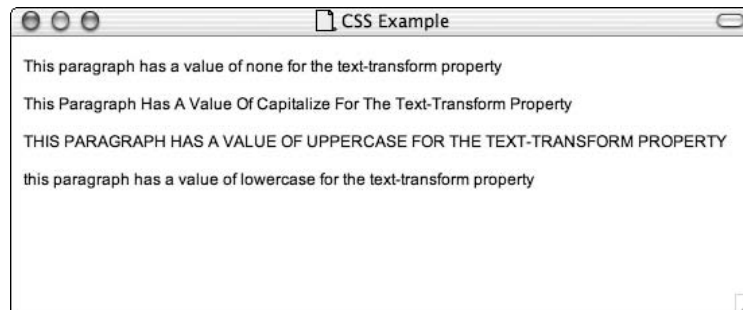 CSS Example
This paragraph has a value of none for the text-transform property
This Paragraph Has A Value Of Capitalize For The Text-Transform Property
THIS PARAGRAPH HAS A VALUE OF UPPERCASE FOR THE TEXT-TRANSFORM PROPERTY
this paragraph has a value of lowercase for the text-transform property